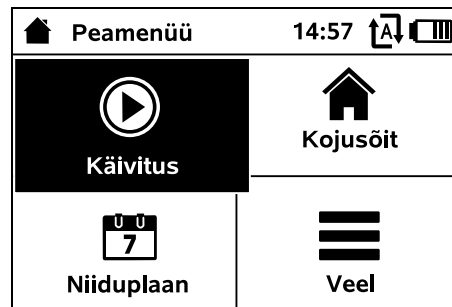 Peamenüü 14:57 A
Käivitus
Kojusõit
7
Niiduplaan
Veel